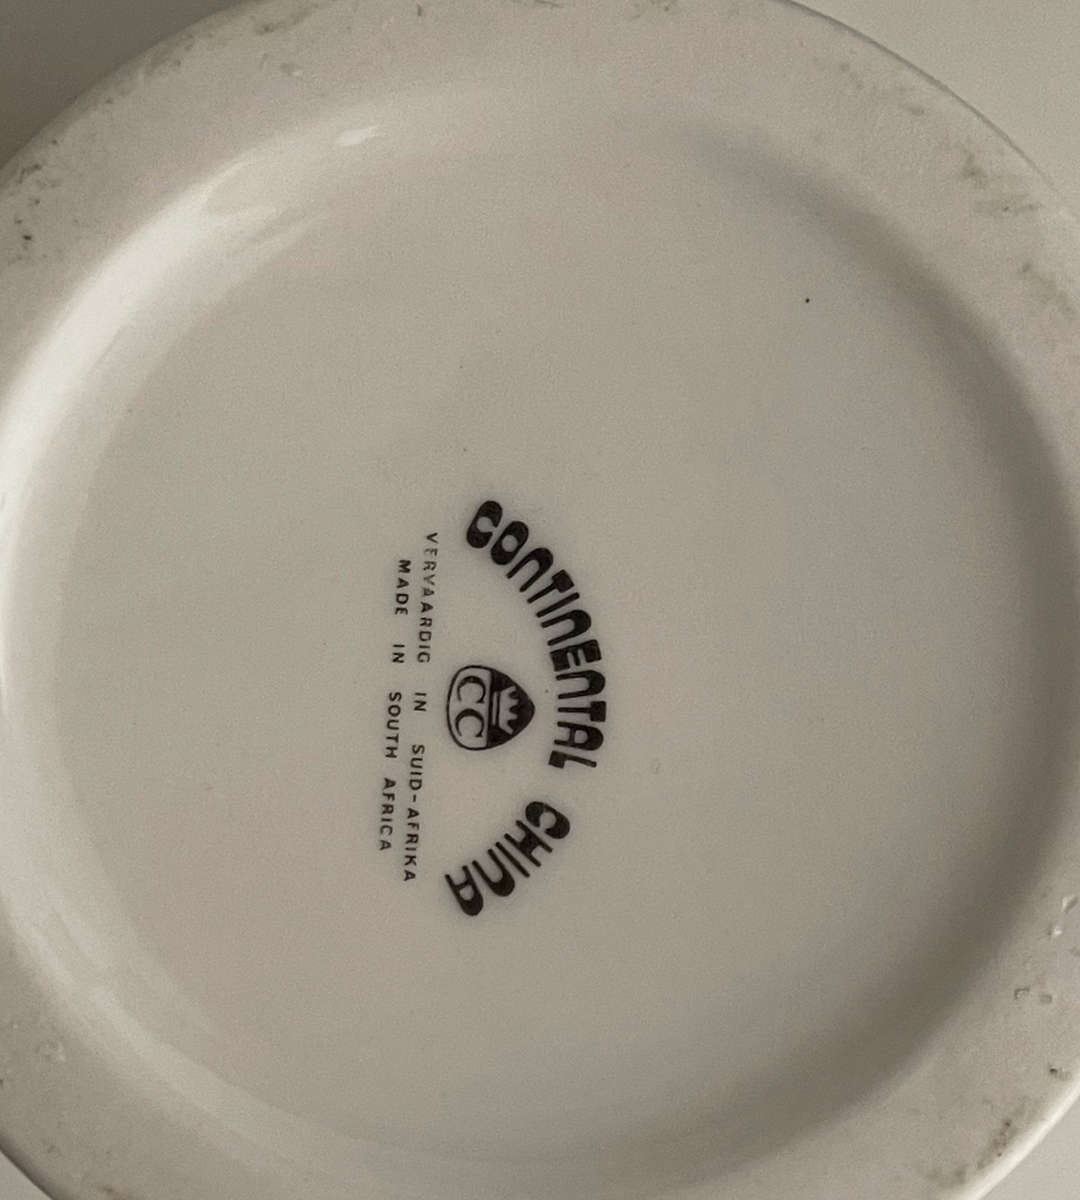 CONTINENTAL CHINA
CC
VERVAARDIG IN SUID-AFRIKA
MADE IN SOUTH AFRICA